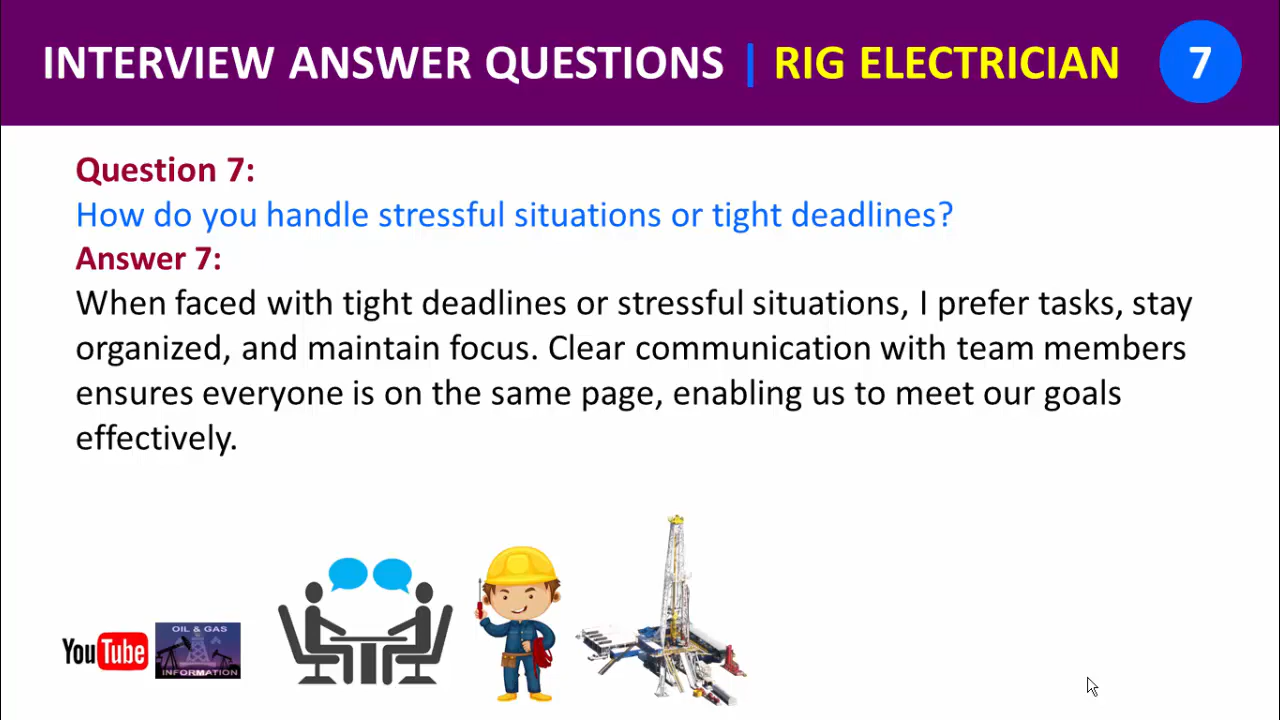 INTERVIEW ANSWER QUESTIONS | RIG ELECTRICIAN 7
Question 7:
How do you handle stressful situations or tight deadlines?
Answer 7:
When faced with tight deadlines or stressful situations, I prefer tasks, stay
organized, and maintain focus. Clear communication with team members
ensures everyone is on the same page, enabling us to meet our goals
effectively.
YouTube
OIL & GAS
INFORMATION